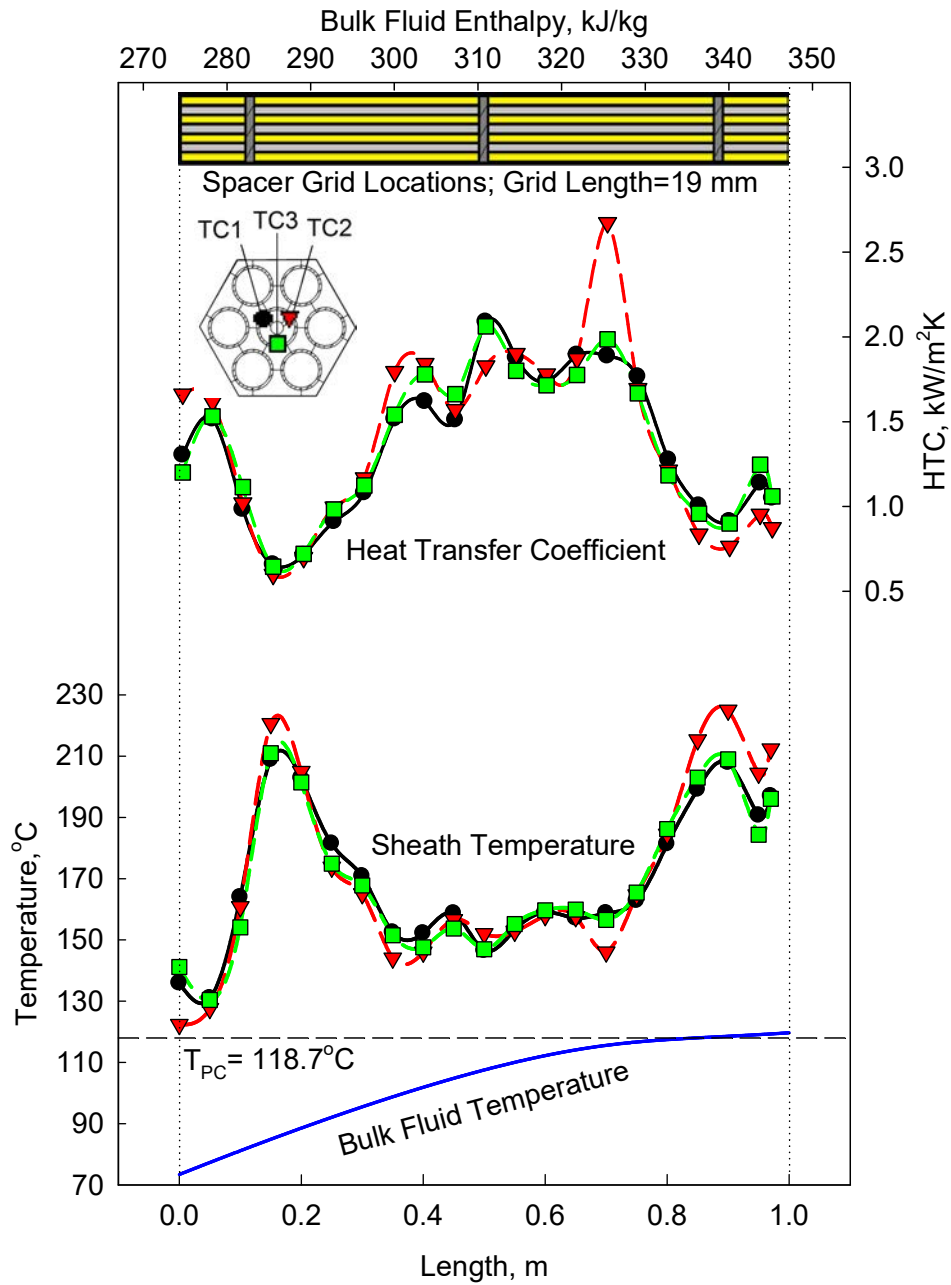 Bulk Fluid Enthalpy, kJ/kg
270 280 290 300 310 320 330 340 350
Spacer Grid Locations; Grid Length=19 mm
TC3
TC1 TC2
3.0
2.5
2.0
1.5
1.0
0.5
HTC, kW/m²K
Heat Transfer Coefficient
230
210
190
170
150
130
110
90
70
Temperature, °C
Sheath Temperature
T_PC= 118.7°C
Bulk Fluid Temperature
0.0 0.2 0.4 0.6 0.8 1.0
Length, m